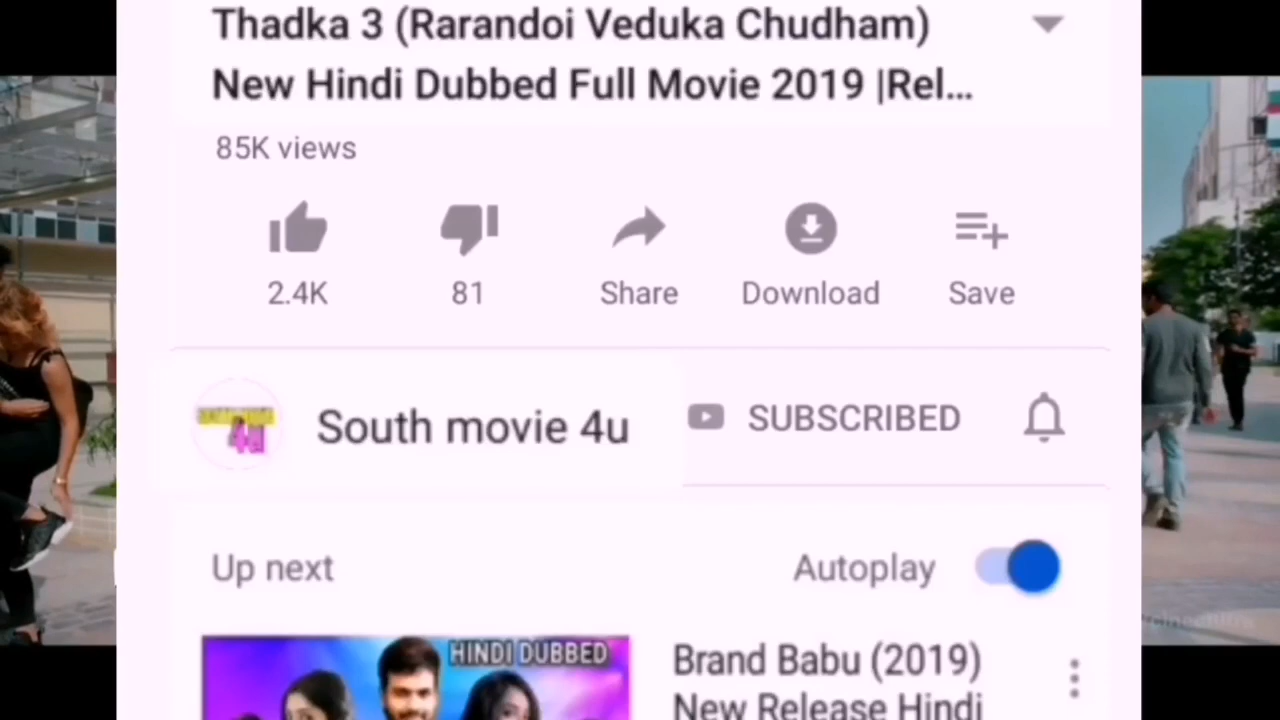 Thadka 3 (Rarandoi Veduka Chudham)
New Hindi Dubbed Full Movie 2019 |Rel...
85K views
2.4K
81
Share
Download
Save
4u
South movie 4u
SUBSCRIBED
Up next
Autoplay
HINDI DUBBED
Brand Babu (2019)
New Release Hindi